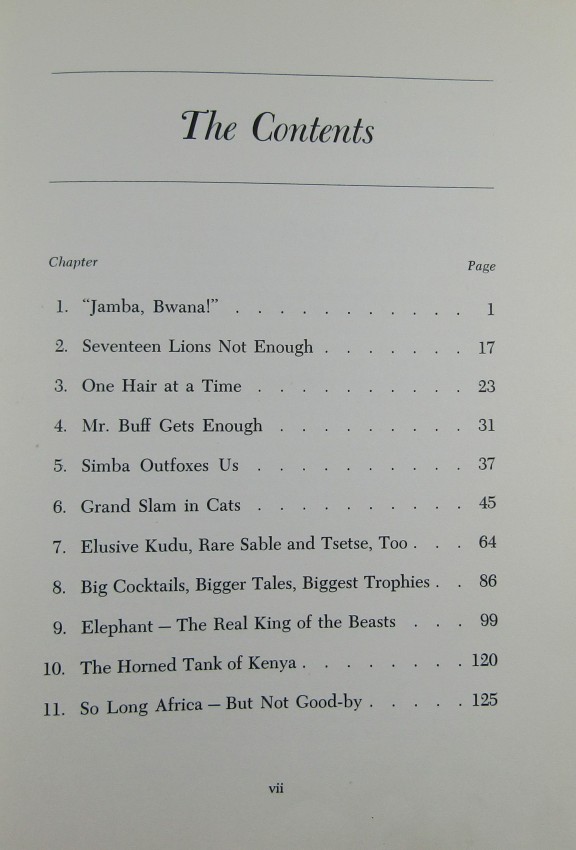 The Contents
Chapter Page
1. "Jamba, Bwana!" . . . . . . . . . . . 1
2. Seventeen Lions Not Enough . . . . . . . 17
3. One Hair at a Time . . . . . . . . . . 23
4. Mr. Buff Gets Enough . . . . . . . . . 31
5. Simba Outfoxes Us . . . . . . . . . . 37
6. Grand Slam in Cats . . . . . . . . . . 45
7. Elusive Kudu, Rare Sable and Tsetse, Too . . . 64
8. Big Cocktails, Bigger Tales, Biggest Trophies . . 86
9. Elephant — The Real King of the Beasts . . . 99
10. The Horned Tank of Kenya . . . . . . . . 120
11. So Long Africa — But Not Good-by . . . . . 125
vii